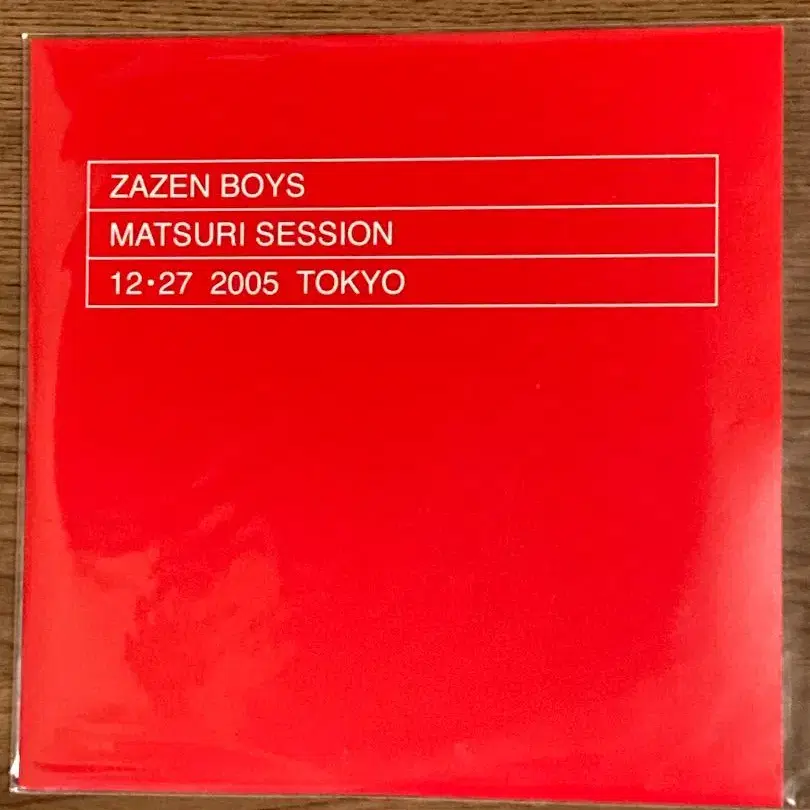 ZAZEN BOYS
MATSURI SESSION
12・27 2005 TOKYO